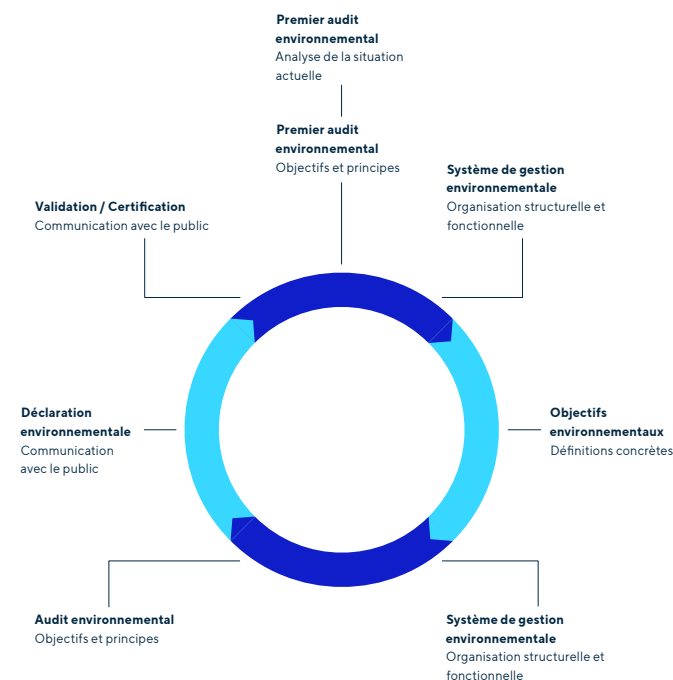 Premier audit
environnemental
Analyse de la situation
actuelle
Premier audit
environnemental
Objectifs et principes
Système de gestion
environnementale
Organisation structurelle et
fonctionnelle
Validation / Certification
Communication avec le public
Déclaration
environnementale
Communication
avec le public
Objectifs
environnementaux
Définitions concrètes
Audit environnemental
Objectifs et principes
Système de gestion
environnementale
Organisation structurelle et
fonctionnelle